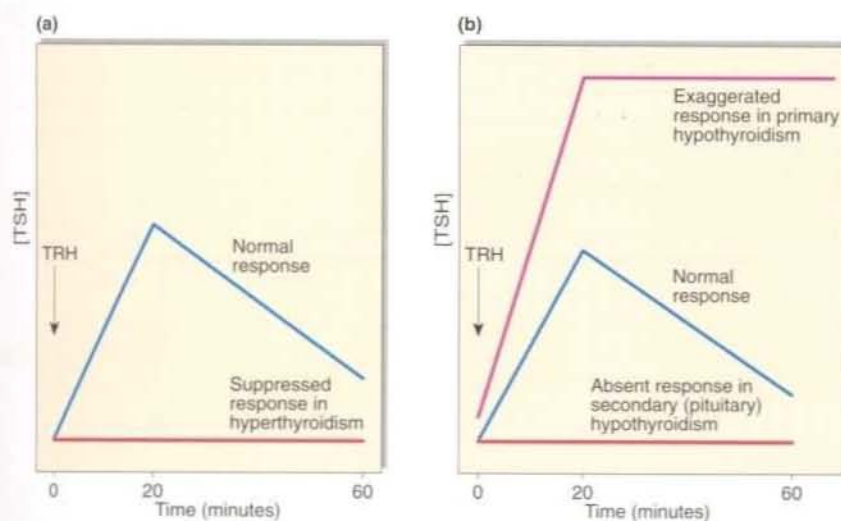 (a)
[TSH]
TRH
Normal
response
Suppressed
response in
hyperthyroidism
0
20
60
Time (minutes)
(b)
[TSH]
TRH
Exaggerated
response in primary
hypothyroidism
Normal
response
Absent response in
secondary (pituitary)
hypothyroidism
0
20
60
Time (minutes)